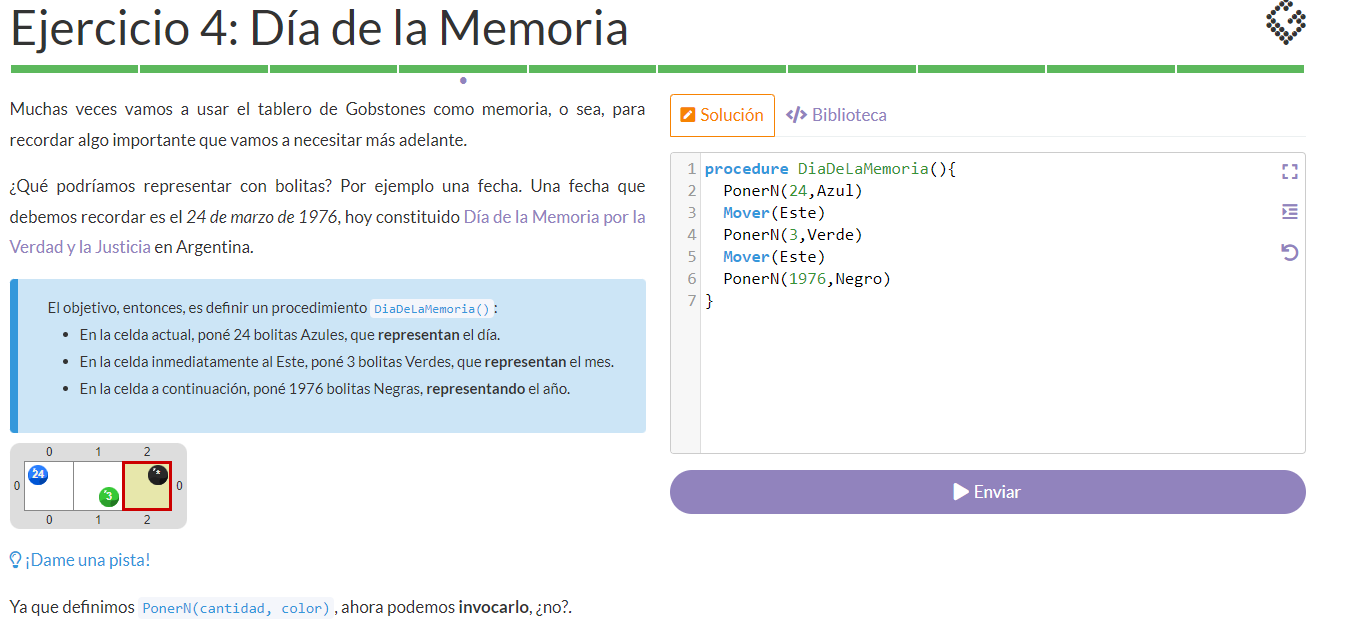 Ejercicio 4: Día de la Memoria
Muchas veces vamos a usar el tablero de Gobstones como memoria, o sea, para
recordar algo importante que vamos a necesitar más adelante.
¿Qué podríamos representar con bolitas? Por ejemplo una fecha. Una fecha que
debemos recordar es el 24 de marzo de 1976, hoy constituido Día de la Memoria por la
Verdad y la Justicia en Argentina.
El objetivo, entonces, es definir un procedimiento DiaDeLaMemoria():
• En la celda actual, poné 24 bolitas Azules, que representan el día.
• En la celda inmediatamente al Este, poné 3 bolitas Verdes, que representan el mes.
• En la celda a continuación, poné 1976 bolitas Negras, representando el año.
0 1 2
0 24 3 * 0
0 1 2
¡Dame una pista!
Ya que definimos PonerN(cantidad, color), ahora podemos invocarlo, ¿no?.
Solución </> Biblioteca
1 procedure DiaDeLaMemoria(){
2 PonerN(24,Azul)
3 Mover(Este)
4 PonerN(3,Verde)
5 Mover(Este)
6 PonerN(1976,Negro)
7 }
Enviar